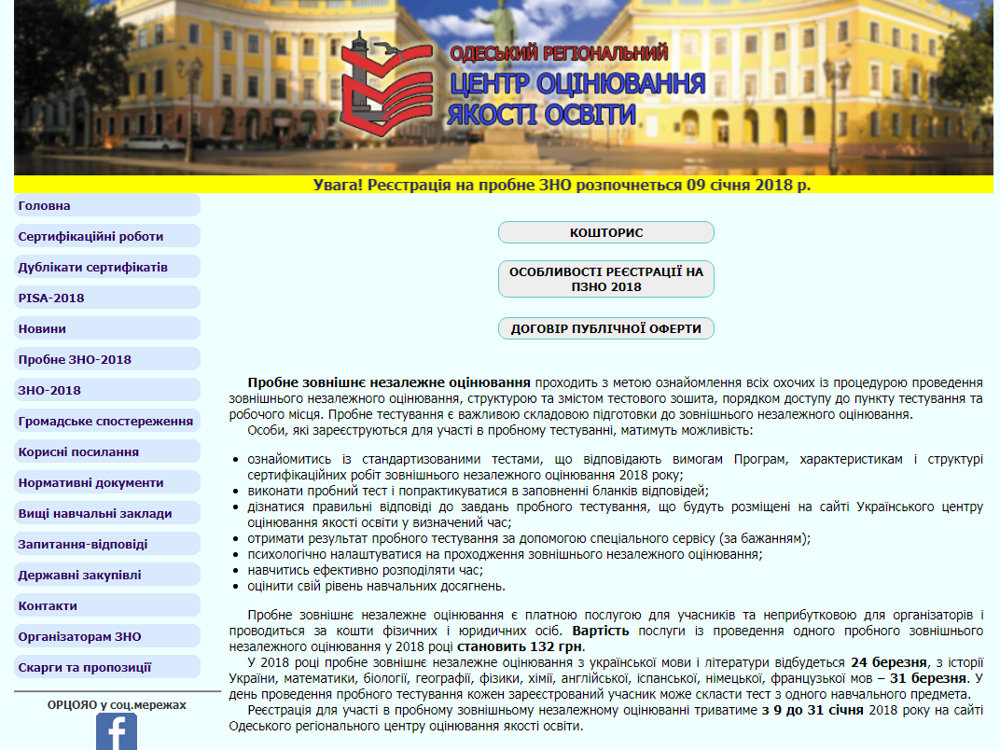 ОДЕСЬКИЙ РЕГІОНАЛЬНИЙ
ЦЕНТР ОЦІНЮВАННЯ
ЯКОСТІ ОСВІТИ
Увага! Реєстрація на пробне ЗНО розпочнеться 09 січня 2018 р.
Головна
Сертифікаційні роботи
Дублікати сертифікатів
PISA-2018
Новини
Пробне ЗНО-2018
ЗНО-2018
Громадське спостереження
Корисні посилання
Нормативні документи
Вищі навчальні заклади
Запитання-відповіді
Державні закупівлі
Контакти
Організаторам ЗНО
Скарги та пропозиції
ОРЦОЯО у соц.мережах
КОШТОРИС
ОСОБЛИВОСТІ РЕЄСТРАЦІЇ НА
ПЗНО 2018
ДОГОВІР ПУБЛІЧНОЇ ОФЕРТИ
Пробне зовнішнє незалежне оцінювання проходить з метою ознайомлення всіх охочих із процедурою проведення
зовнішнього незалежного оцінювання, структурою та змістом тестового зошита, порядком доступу до пункту тестування та
робочого місця. Пробне тестування є важливою складовою підготовки до зовнішнього незалежного оцінювання.
Особи, які зареєструються для участі в пробному тестуванні, матимуть можливість:
• ознайомитись із стандартизованими тестами, що відповідають вимогам Програм, характеристикам і структурі
сертифікаційних робіт зовнішнього незалежного оцінювання 2018 року;
• виконати пробний тест і попрактикуватися в заповненні бланків відповідей;
• дізнатися правильні відповіді до завдань пробного тестування, що будуть розміщені на сайті Українського центру
оцінювання якості освіти у визначений час;
• отримати результат пробного тестування за допомогою спеціального сервісу (за бажанням);
• психологічно налаштуватися на проходження зовнішнього незалежного оцінювання;
• навчитись ефективно розподіляти час;
• оцінити свій рівень навчальних досягнень.
Пробне зовнішнє незалежне оцінювання є платною послугою для учасників та неприбутковою для організаторів і
проводиться за кошти фізичних і юридичних осіб. Вартість послуги із проведення одного пробного зовнішнього
незалежного оцінювання у 2018 році становить 132 грн.
У 2018 році пробне зовнішнє незалежне оцінювання з української мови і літератури відбудеться 24 березня, з історії
України, математики, біології, географії, фізики, хімії, англійської, іспанської, німецької, французької мов – 31 березня. У
день проведення пробного тестування кожен зареєстрований учасник може скласти тест з одного навчального предмета.
Реєстрація для участі в пробному зовнішньому незалежному оцінюванні триватиме з 9 до 31 січня 2018 року на сайті
Одеського регіонального центру оцінювання якості освіти.